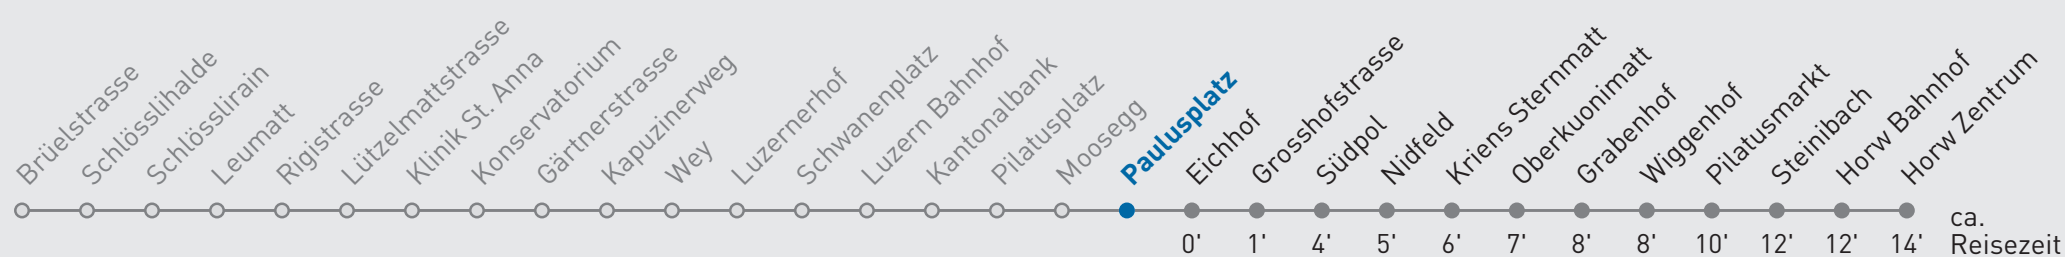 Brüelstrasse
Schlösslihalde
Schlösslirain
Leumatt
Rigistrasse
Lützelmattstrasse
Klinik St. Anna
Konservatorium
Gärtnerstrasse
Kapuzinerweg
Wey
Luzernerhof
Schwanenplatz
Luzern Bahnhof
Kantonalbank
Pilatusplatz
Moosegg
Paulusplatz
Eichhof
Grosshofstrasse
Südpol
Nidfeld
Kriens Sternmatt
Oberkuonimatt
Grabenhof
Wiggenhof
Pilatusmarkt
Steinibach
Horw Bahnhof
Horw Zentrum
0' 1' 4' 5' 6' 7' 8' 8' 10' 12' 12' 14'
ca.
Reisezeit